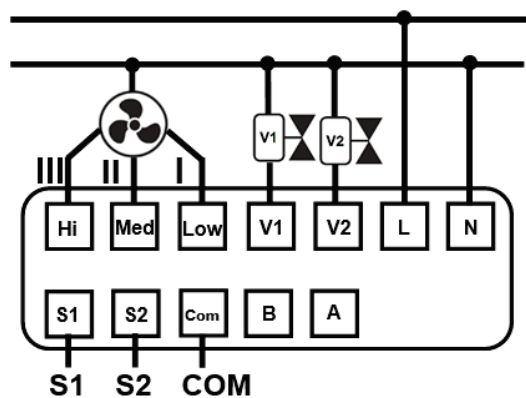 V1 V2
III II I
Hi Med Low V1 V2 L N
S1 S2 Com B A
S1 S2 COM